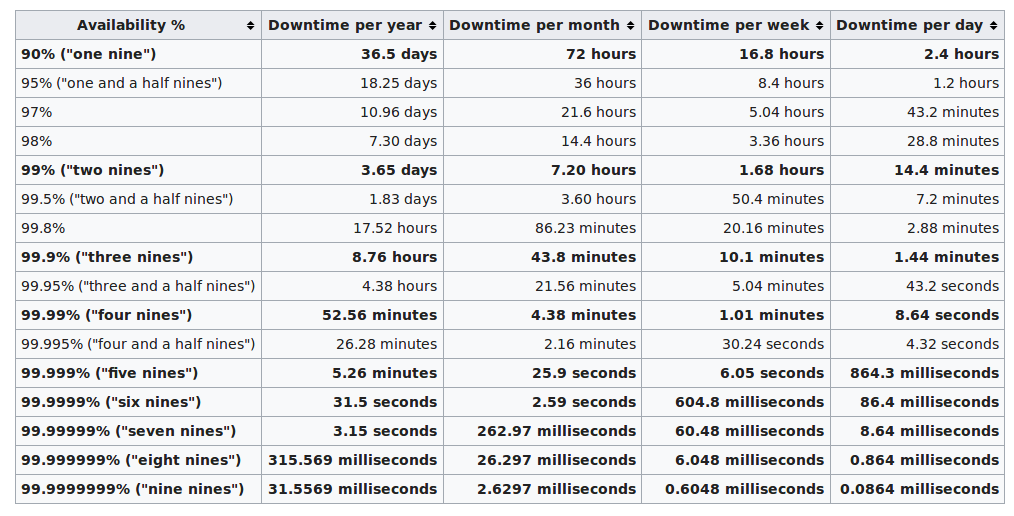 Availability % Downtime per year Downtime per month Downtime per week Downtime per day
90% ("one nine") 36.5 days 72 hours 16.8 hours 2.4 hours
95% ("one and a half nines") 18.25 days 36 hours 8.4 hours 1.2 hours
97% 10.96 days 21.6 hours 5.04 hours 43.2 minutes
98% 7.30 days 14.4 hours 3.36 hours 28.8 minutes
99% ("two nines") 3.65 days 7.20 hours 1.68 hours 14.4 minutes
99.5% ("two and a half nines") 1.83 days 3.60 hours 50.4 minutes 7.2 minutes
99.8% 17.52 hours 86.23 minutes 20.16 minutes 2.88 minutes
99.9% ("three nines") 8.76 hours 43.8 minutes 10.1 minutes 1.44 minutes
99.95% ("three and a half nines") 4.38 hours 21.56 minutes 5.04 minutes 43.2 seconds
99.99% ("four nines") 52.56 minutes 4.38 minutes 1.01 minutes 8.64 seconds
99.995% ("four and a half nines") 26.28 minutes 2.16 minutes 30.24 seconds 4.32 seconds
99.999% ("five nines") 5.26 minutes 25.9 seconds 6.05 seconds 864.3 milliseconds
99.9999% ("six nines") 31.5 seconds 2.59 seconds 604.8 milliseconds 86.4 milliseconds
99.99999% ("seven nines") 3.15 seconds 262.97 milliseconds 60.48 milliseconds 8.64 milliseconds
99.999999% ("eight nines") 315.569 milliseconds 26.297 milliseconds 6.048 milliseconds 0.864 milliseconds
99.9999999% ("nine nines") 31.5569 milliseconds 2.6297 milliseconds 0.6048 milliseconds 0.0864 milliseconds